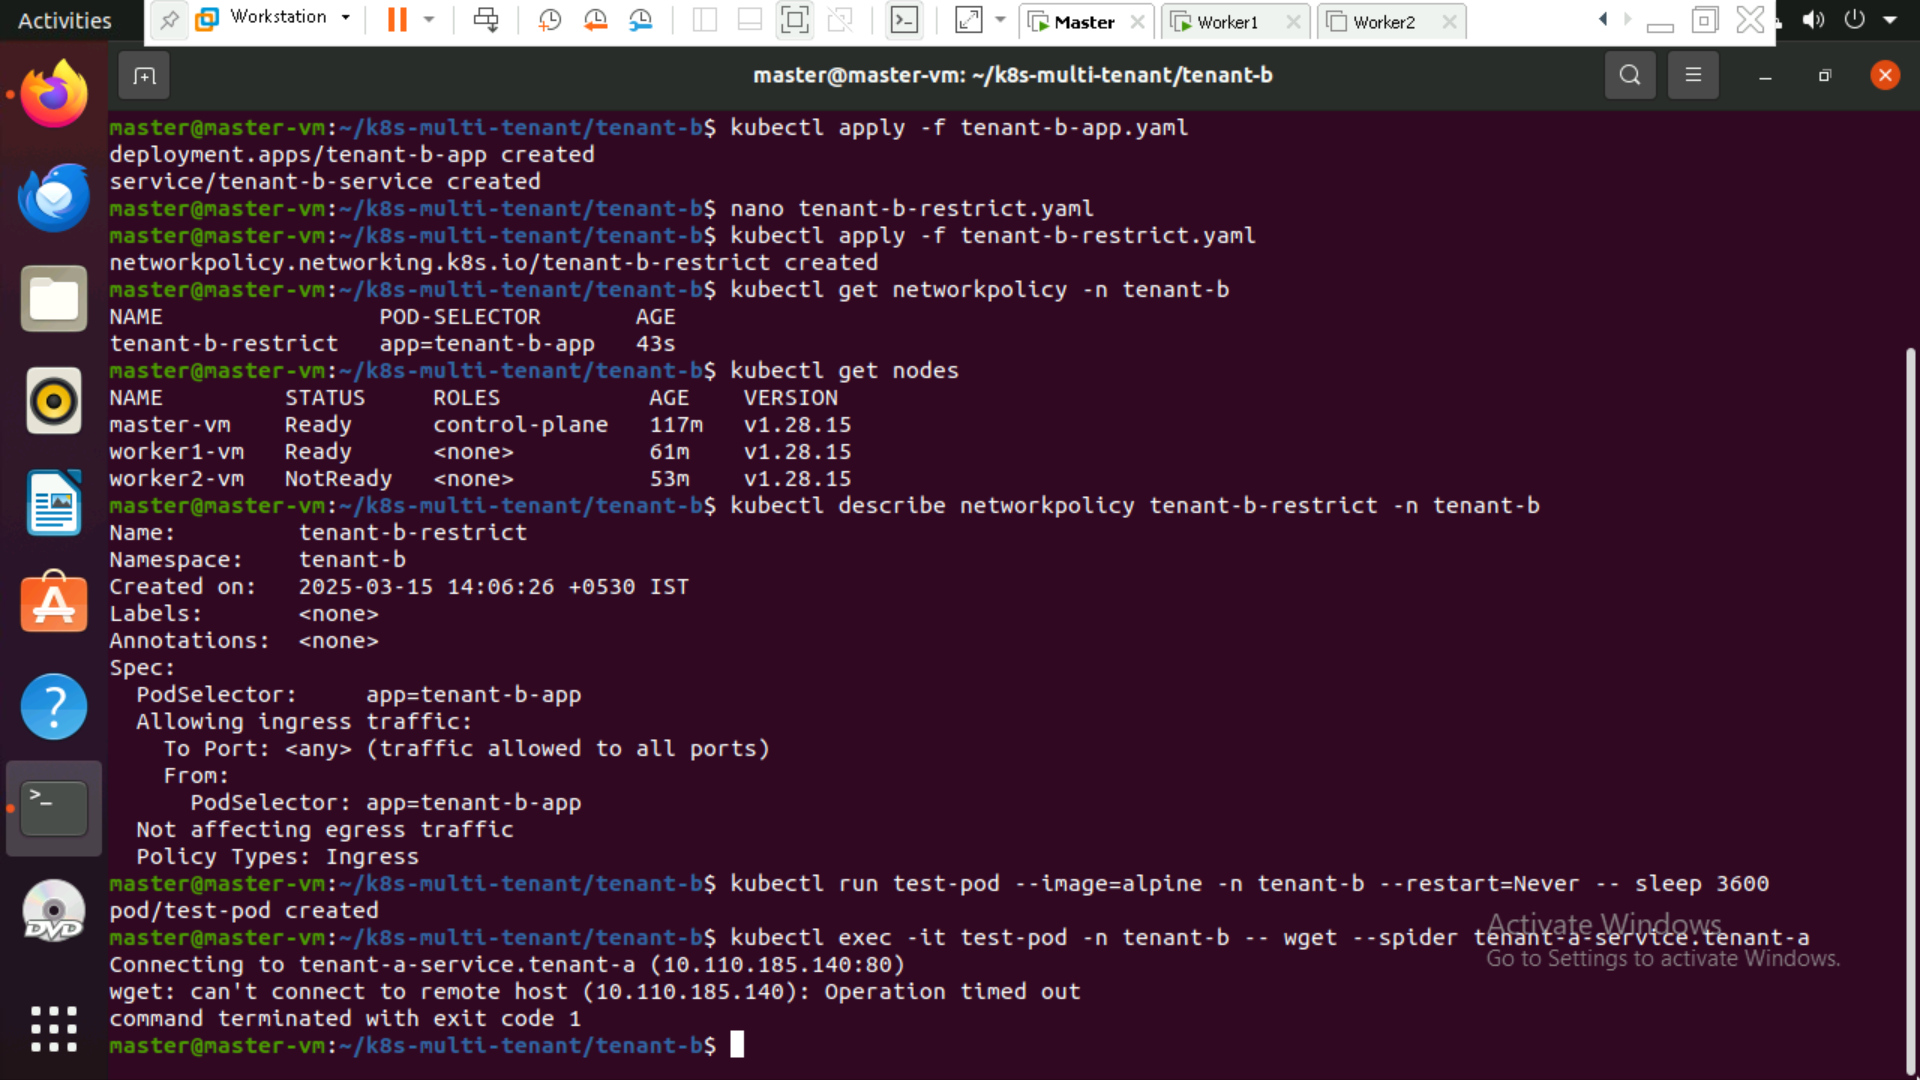 Activities
Workstation
Master
Worker1
Worker2
master@master-vm: ~/k8s-multi-tenant/tenant-b
master@master-vm:~/k8s-multi-tenant/tenant-b$ kubectl apply -f tenant-b-app.yaml
deployment.apps/tenant-b-app created
service/tenant-b-service created
master@master-vm:~/k8s-multi-tenant/tenant-b$ nano tenant-b-restrict.yaml
master@master-vm:~/k8s-multi-tenant/tenant-b$ kubectl apply -f tenant-b-restrict.yaml
networkpolicy.networking.k8s.io/tenant-b-restrict created
master@master-vm:~/k8s-multi-tenant/tenant-b$ kubectl get networkpolicy -n tenant-b
NAME                POD-SELECTOR       AGE
tenant-b-restrict   app=tenant-b-app   43s
master@master-vm:~/k8s-multi-tenant/tenant-b$ kubectl get nodes
NAME         STATUS     ROLES           AGE    VERSION
master-vm    Ready      control-plane   117m   v1.28.15
worker1-vm   Ready      <none>          61m    v1.28.15
worker2-vm   NotReady   <none>          53m    v1.28.15
master@master-vm:~/k8s-multi-tenant/tenant-b$ kubectl describe networkpolicy tenant-b-restrict -n tenant-b
Name:         tenant-b-restrict
Namespace:    tenant-b
Created on:   2025-03-15 14:06:26 +0530 IST
Labels:       <none>
Annotations:  <none>
Spec:
  PodSelector:     app=tenant-b-app
  Allowing ingress traffic:
    To Port: <any> (traffic allowed to all ports)
    From:
      PodSelector: app=tenant-b-app
  Not affecting egress traffic
  Policy Types: Ingress
master@master-vm:~/k8s-multi-tenant/tenant-b$ kubectl run test-pod --image=alpine -n tenant-b --restart=Never -- sleep 3600
pod/test-pod created
master@master-vm:~/k8s-multi-tenant/tenant-b$ kubectl exec -it test-pod -n tenant-b -- wget --spider tenant-a-service.tenant-a
Connecting to tenant-a-service.tenant-a (10.110.185.140:80)
wget: can't connect to remote host (10.110.185.140): Operation timed out
command terminated with exit code 1
master@master-vm:~/k8s-multi-tenant/tenant-b$
Activate Windows
Go to Settings to activate Windows.
DVD